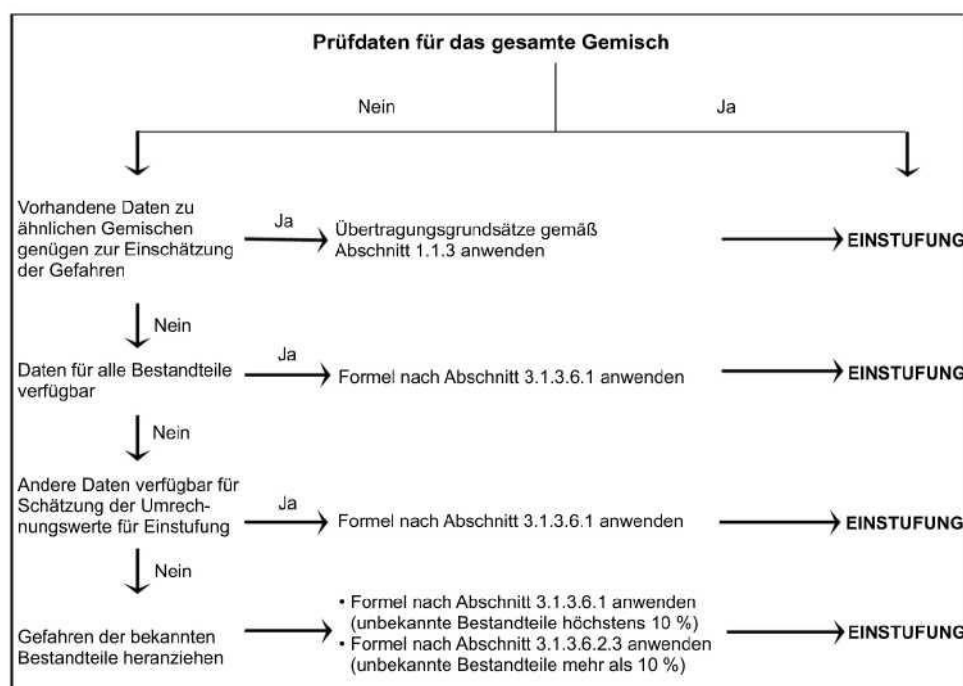 Prüfdaten für das gesamte Gemisch
Nein
Ja
Vorhandene Daten zu
ähnlichen Gemischen
genügen zur Einschätzung
der Gefahren
Ja
Übertragungsgrundsätze gemäß
Abschnitt 1.1.3 anwenden
EINSTUFUNG
Nein
Daten für alle Bestandteile
verfügbar
Ja
Formel nach Abschnitt 3.1.3.6.1 anwenden
EINSTUFUNG
Nein
Andere Daten verfügbar für
Schätzung der Umrech-
nungswerte für Einstufung
Ja
Formel nach Abschnitt 3.1.3.6.1 anwenden
EINSTUFUNG
Nein
Gefahren der bekannten
Bestandteile heranziehen
• Formel nach Abschnitt 3.1.3.6.1 anwenden
(unbekannte Bestandteile höchstens 10 %)
• Formel nach Abschnitt 3.1.3.6.2.3 anwenden
(unbekannte Bestandteile mehr als 10 %)
EINSTUFUNG